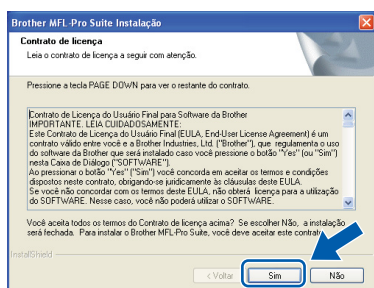 Brother MFL-Pro Suite Instalação
Contrato de licença
Leia o contrato de licença a seguir com atenção.
Pressione a tecla PAGE DOWN para ver o restante do contrato.
Contrato de Licença do Usuário Final para Software da Brother
IMPORTANTE. LEIA CUIDADOSAMENTE:
Este Contrato de Licença do Usuário Final (EULA, End-User License Agreement) é um
contrato válido entre você e a Brother Industries, Ltd. ("Brother"), que regulamenta o uso
do software da Brother que será instalado caso você pressione o botão "Yes" (ou "Sim")
nesta Caixa de Diálogo ("SOFTWARE").
Ao pressionar o botão "Yes" ("Sim") você concorda em aceitar os termos e condições
dispostos neste contrato, obrigando-se juridicamente às cláusulas deste EULA.
Se você não concordar com os termos deste EULA, não obterá licença para a utilização
do SOFTWARE. Nesse caso, você não poderá utilizar o SOFTWARE.
Você aceita todos os termos do Contrato de licença acima? Se escolher Não, a instalação
será fechada. Para instalar o Brother MFL-Pro Suite, você deve aceitar este
InstallShield
< Voltar
Sim
Não